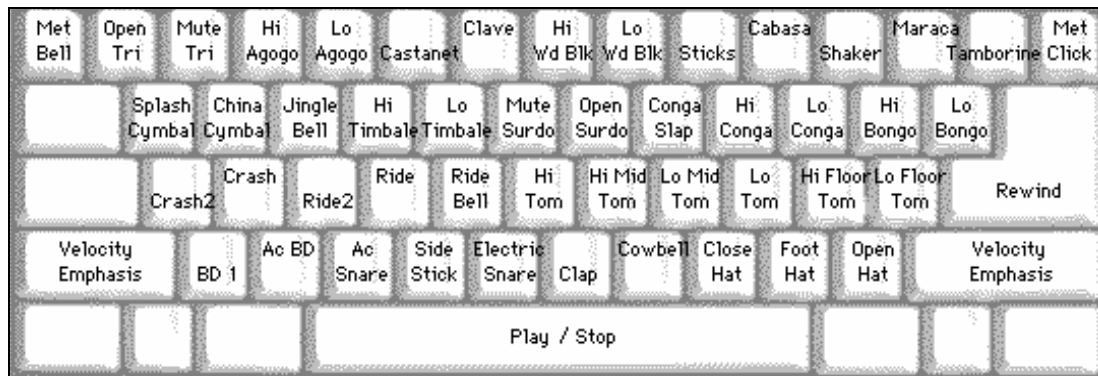 Met Bell
Open Tri
Mute Tri
Hi Agogo
Lo Agogo
Castanet
Clave
Hi Wd Blk
Lo Wd Blk
Sticks
Cabasa
Shaker
Maraca
Tamborine
Met Click
Splash Cymbal
China Cymbal
Jingle Bell
Hi Timbale
Lo Timbale
Mute Surdo
Open Surdo
Conga Slap
Hi Conga
Lo Conga
Hi Bongo
Lo Bongo
Crash2
Crash
Ride2
Ride
Ride Bell
Hi Tom
Hi Mid Tom
Lo Mid Tom
Lo Tom
Hi Floor Tom
Lo Floor Tom
Rewind
Velocity Emphasis
BD 1
Ac BD
Ac Snare
Side Stick
Electric Snare
Clap
Cowbell
Close Hat
Foot Hat
Open Hat
Velocity Emphasis
Play / Stop